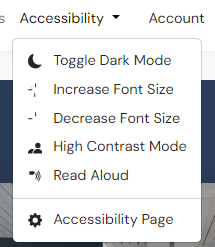 s Accessibility Account
Toggle Dark Mode
Increase Font Size
Decrease Font Size
High Contrast Mode
Read Aloud
Accessibility Page